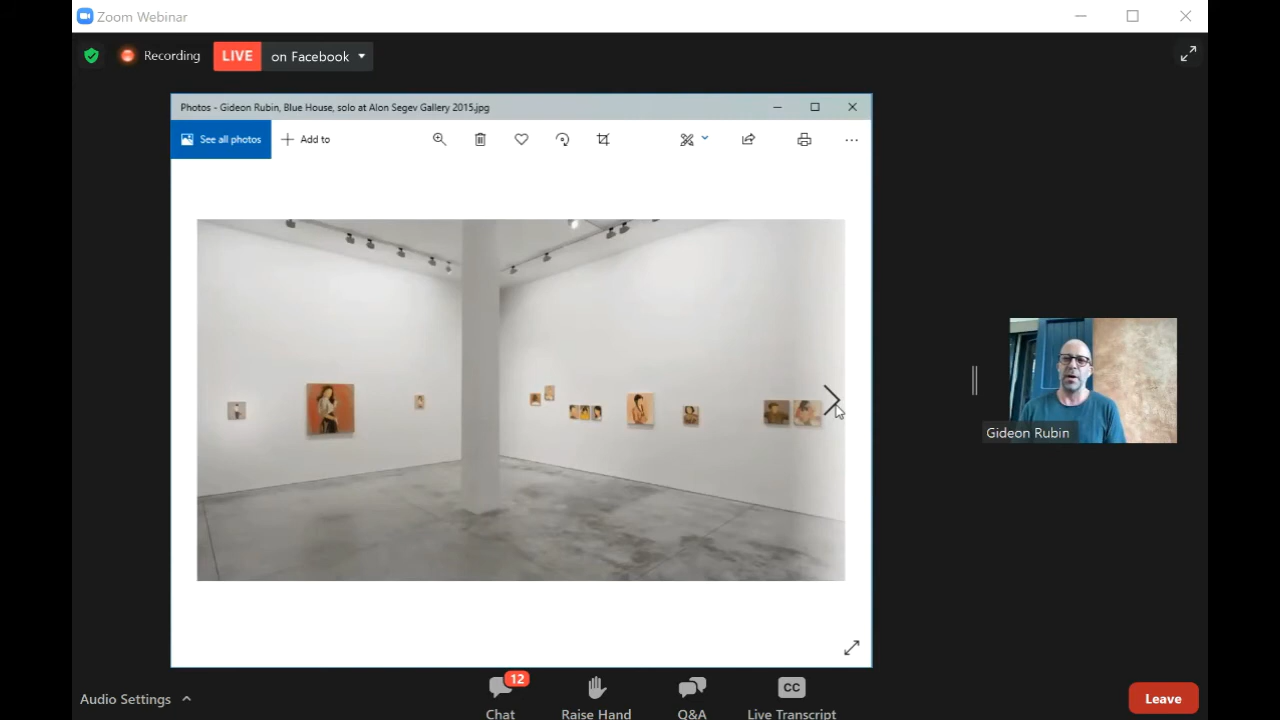 Zoom Webinar
Recording
LIVE on Facebook
Photos - Gideon Rubin, Blue House, solo at Alon Segev Gallery 2015.jpg
See all photos
Add to
Gideon Rubin
Audio Settings
12
Chat
Raise Hand
Q&A
CC
Live Transcript
Leave